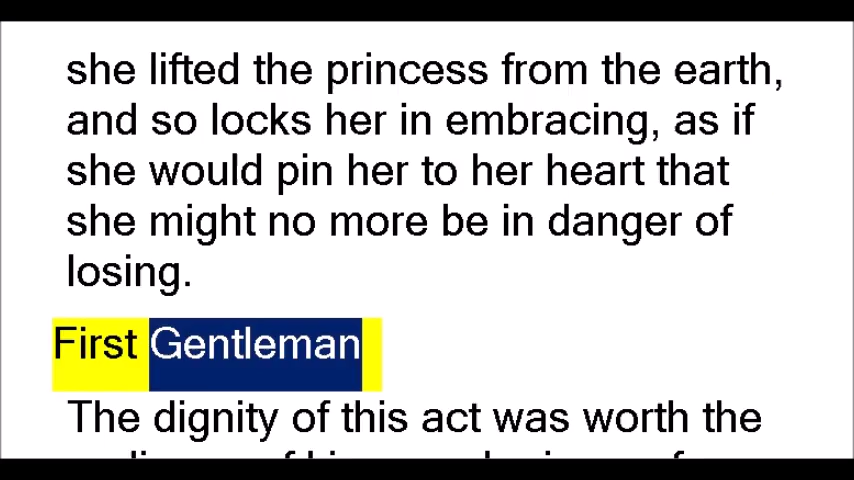 she lifted the princess from the earth,
and so locks her in embracing, as if
she would pin her to her heart that
she might no more be in danger of
losing.
First Gentleman
The dignity of this act was worth the